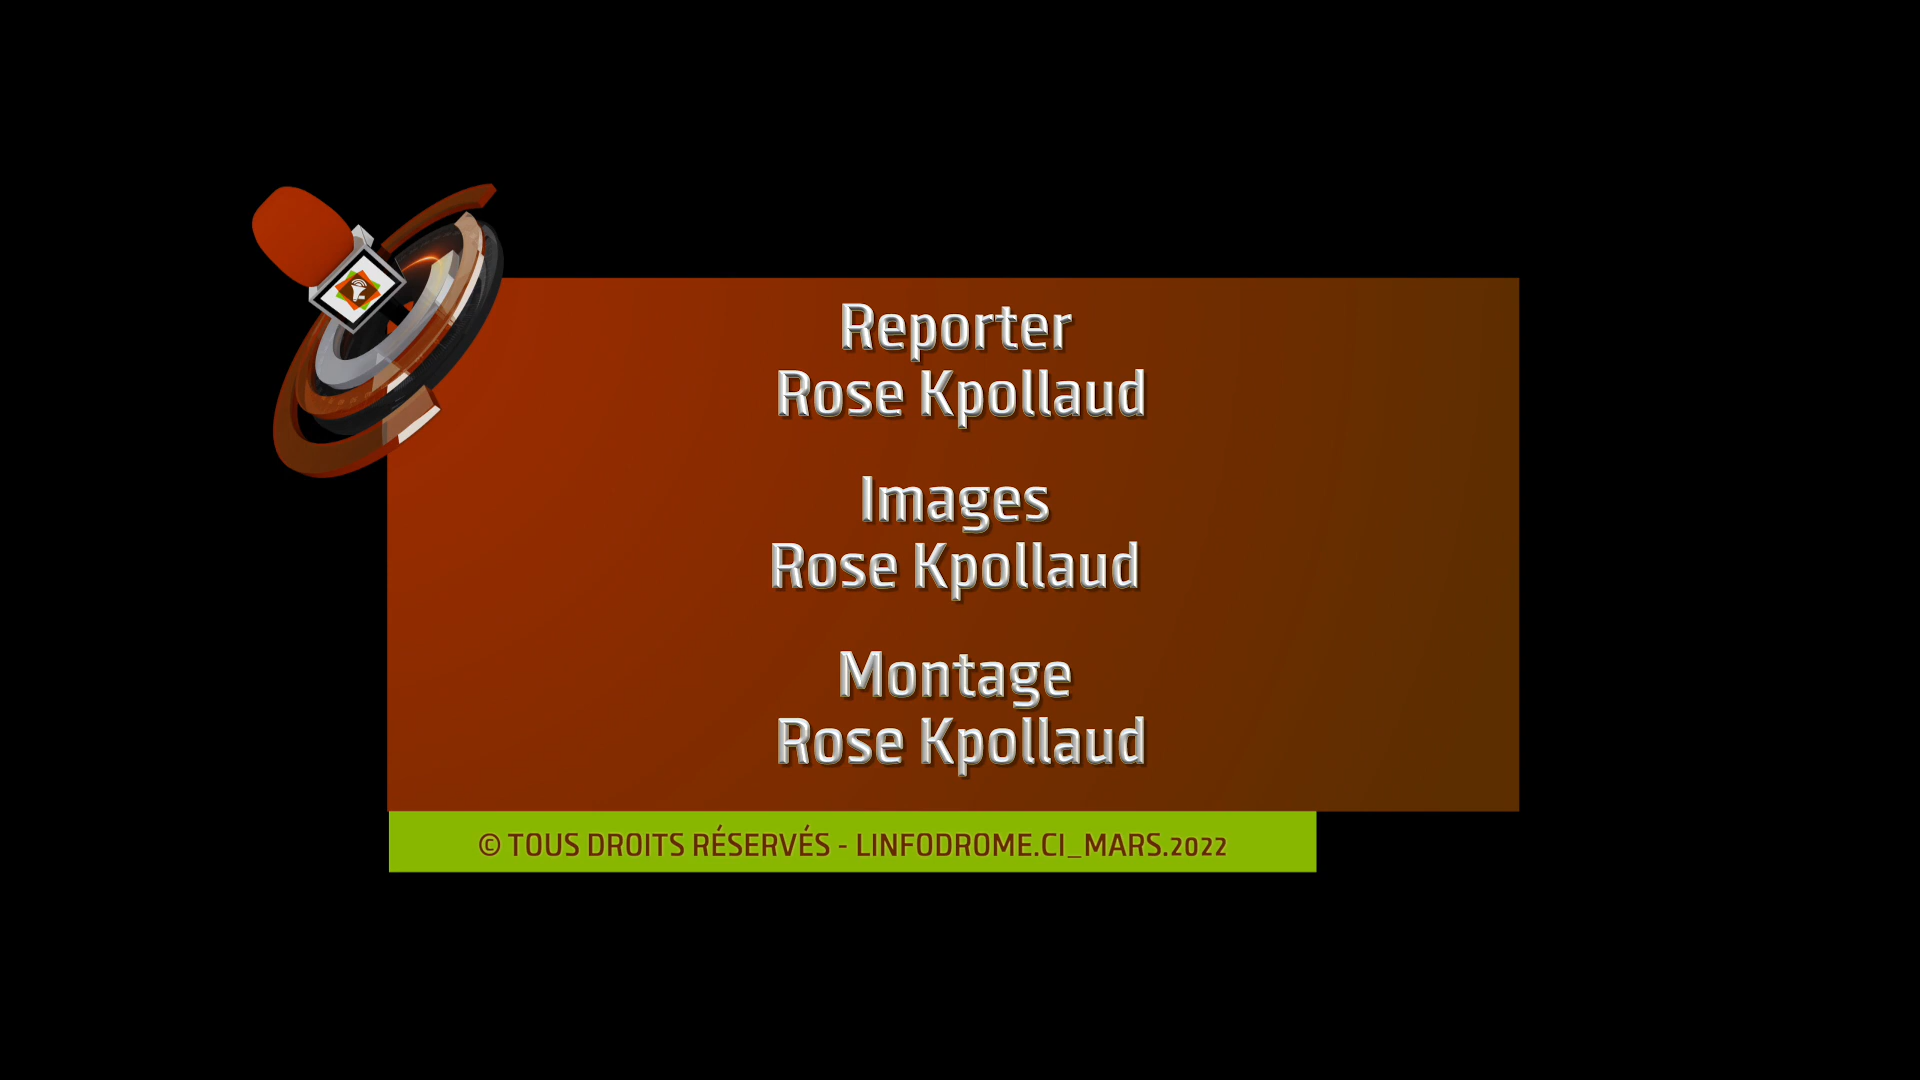 Reporter
Rose Kpollaud
Images
Rose Kpollaud
Montage
Rose Kpollaud
© TOUS DROITS RÉSERVÉS - LINFODROME.CI_MARS.2022